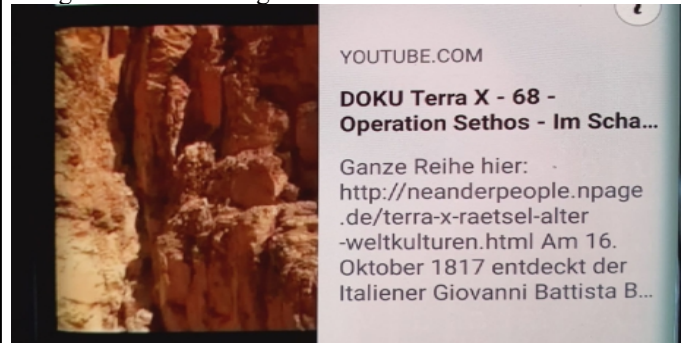 YOUTUBE.COM
DOKU Terra X - 68 -
Operation Sethos - Im Scha...
Ganze Reihe hier:
http://neanderpeople.npage
.de/terra-x-raetsel-alter
-weltkulturen.html Am 16.
Oktober 1817 entdeckt der
Italiener Giovanni Battista B...